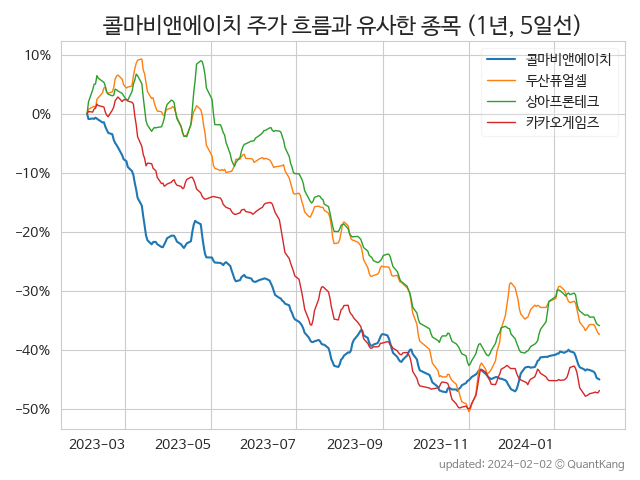 콜마비앤에이치 주가 흐름과 유사한 종목 (1년, 5일선)
콜마비앤에이치
두산퓨얼셀
상아프론테크
카카오게임즈
10%
0%
−10%
−20%
−30%
−40%
−50%
2023-03 2023-05 2023-07 2023-09 2023-11 2024-01
updated: 2024-02-02 © QuantKang